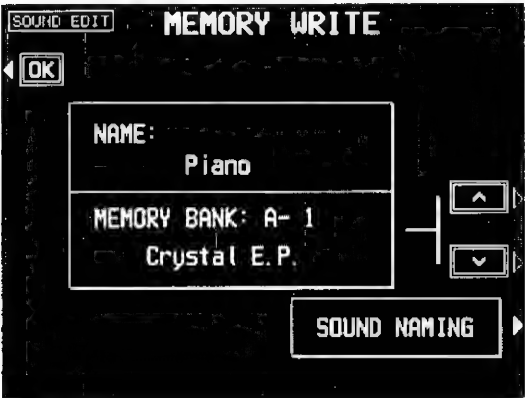 SOUND EDIT MEMORY WRITE
OK
NAME:
Piano
MEMORY BANK: A- 1
Crystal E.P.
SOUND NAMING